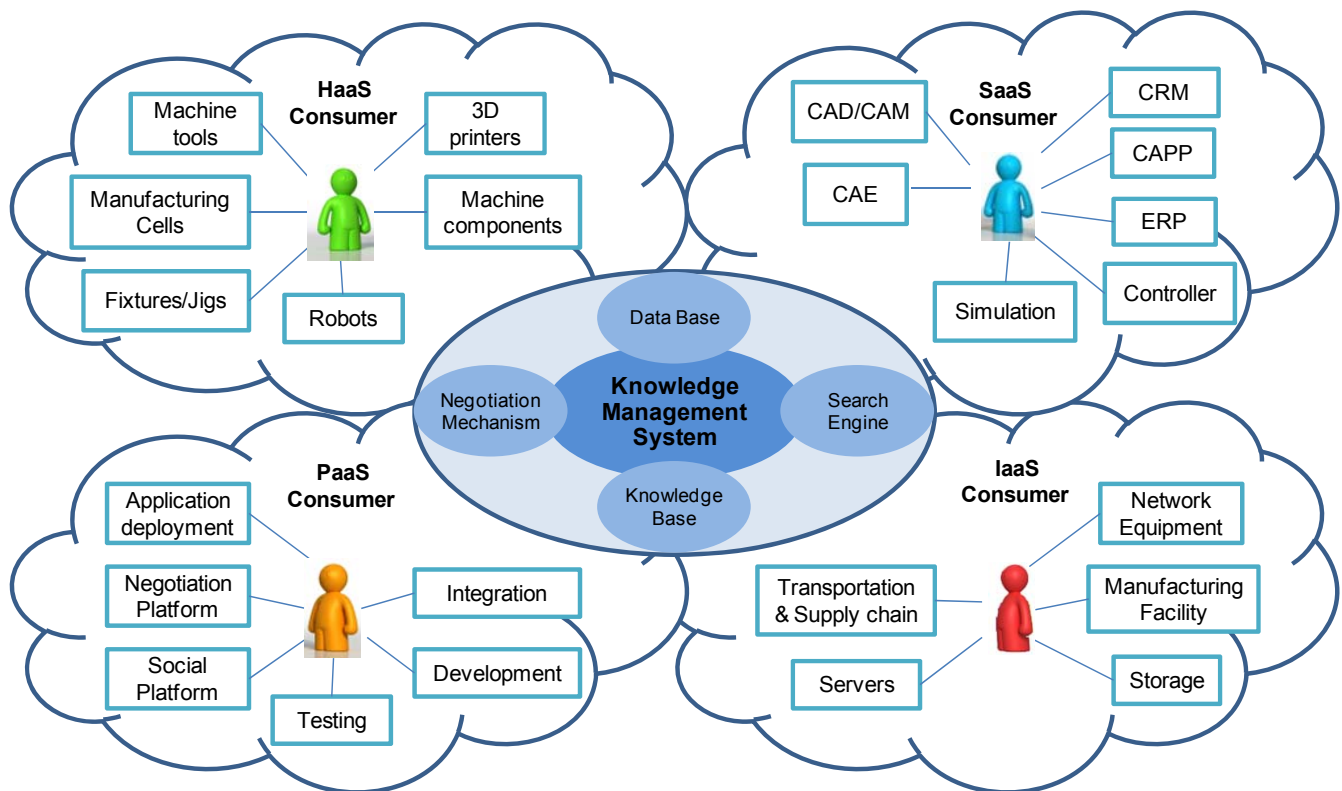 HaaS
Consumer
Machine
tools
3D
printers
Manufacturing
Cells
Machine
components
Fixtures/Jigs
Robots
SaaS
Consumer
CAD/CAM
CRM
CAE
CAPP
ERP
Simulation
Controller
Data Base
Negotiation
Mechanism
Knowledge
Management
System
Search
Engine
Knowledge
Base
PaaS
Consumer
Application
deployment
Negotiation
Platform
Integration
Social
Platform
Development
Testing
IaaS
Consumer
Network
Equipment
Transportation
& Supply chain
Manufacturing
Facility
Servers
Storage